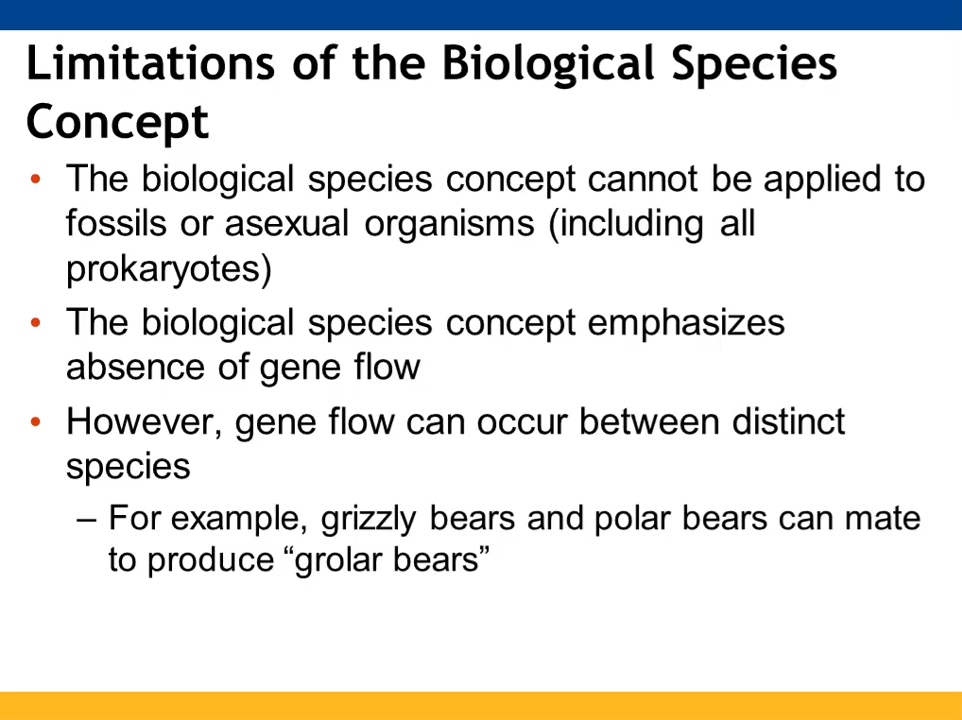 Limitations of the Biological Species
Concept
• The biological species concept cannot be applied to
fossils or asexual organisms (including all
prokaryotes)
• The biological species concept emphasizes
absence of gene flow
• However, gene flow can occur between distinct
species
– For example, grizzly bears and polar bears can mate
to produce “grolar bears”